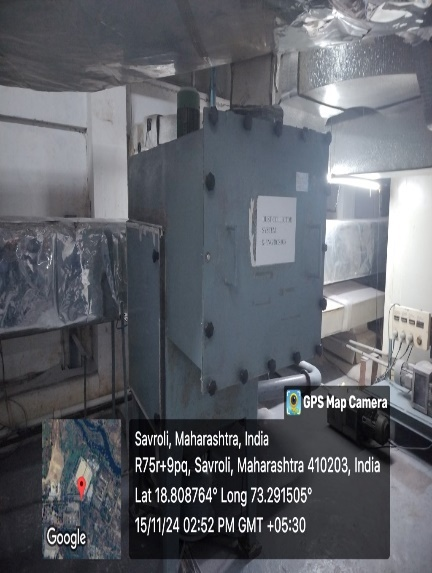 GPS Map Camera
Savroli, Maharashtra, India
R75r+9pq, Savroli, Maharashtra 410203, India
Lat 18.808764° Long 73.291505°
15/11/24 02:52 PM GMT +05:30
Google